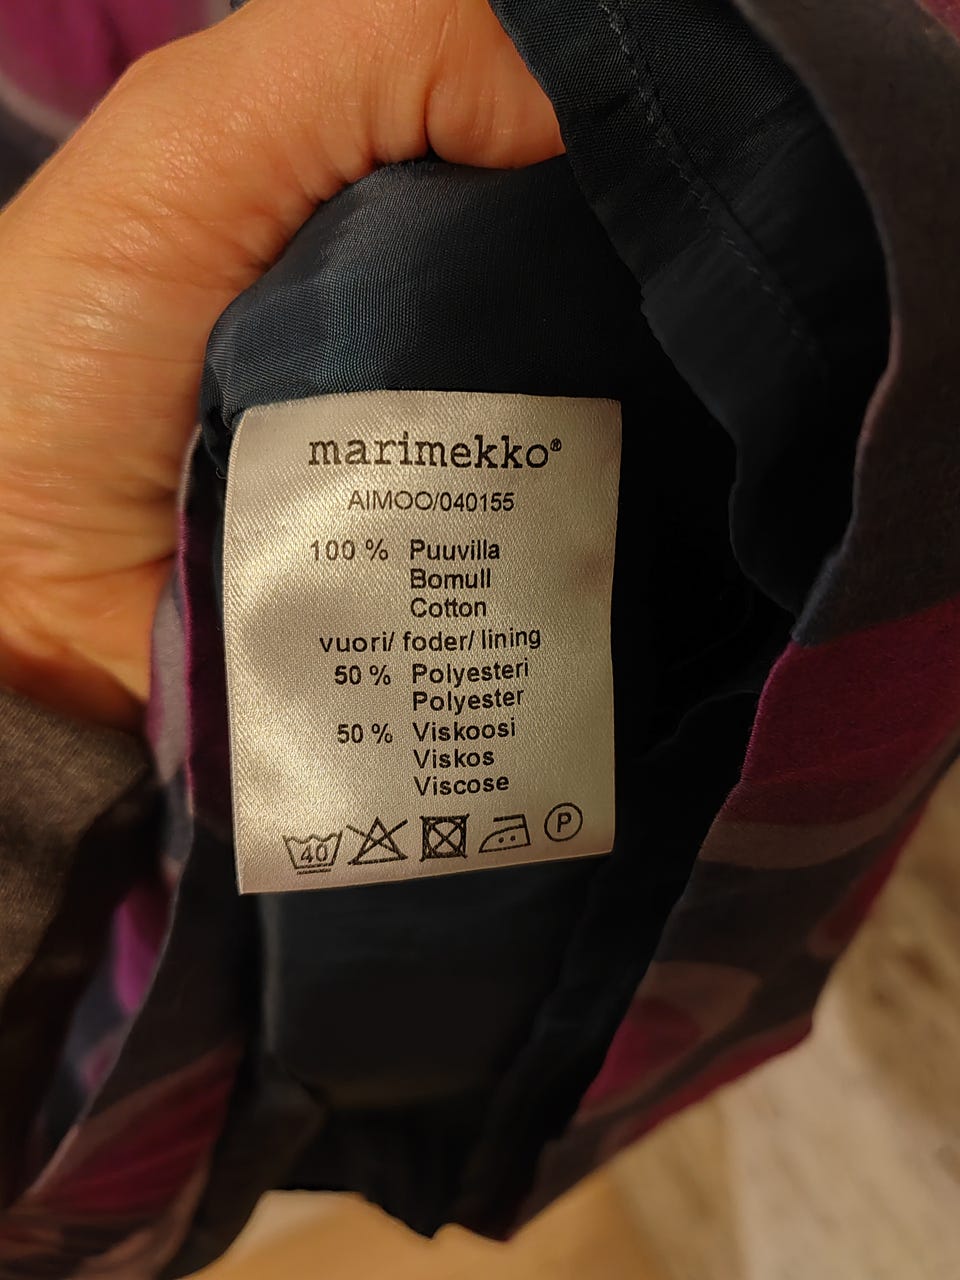 marimekko®
AIMOO/040155
100 % Puuvilla
Bomull
Cotton
vuori/ foder/ lining
50 % Polyesteri
Polyester
50 % Viskoosi
Viskos
Viscose
40 P